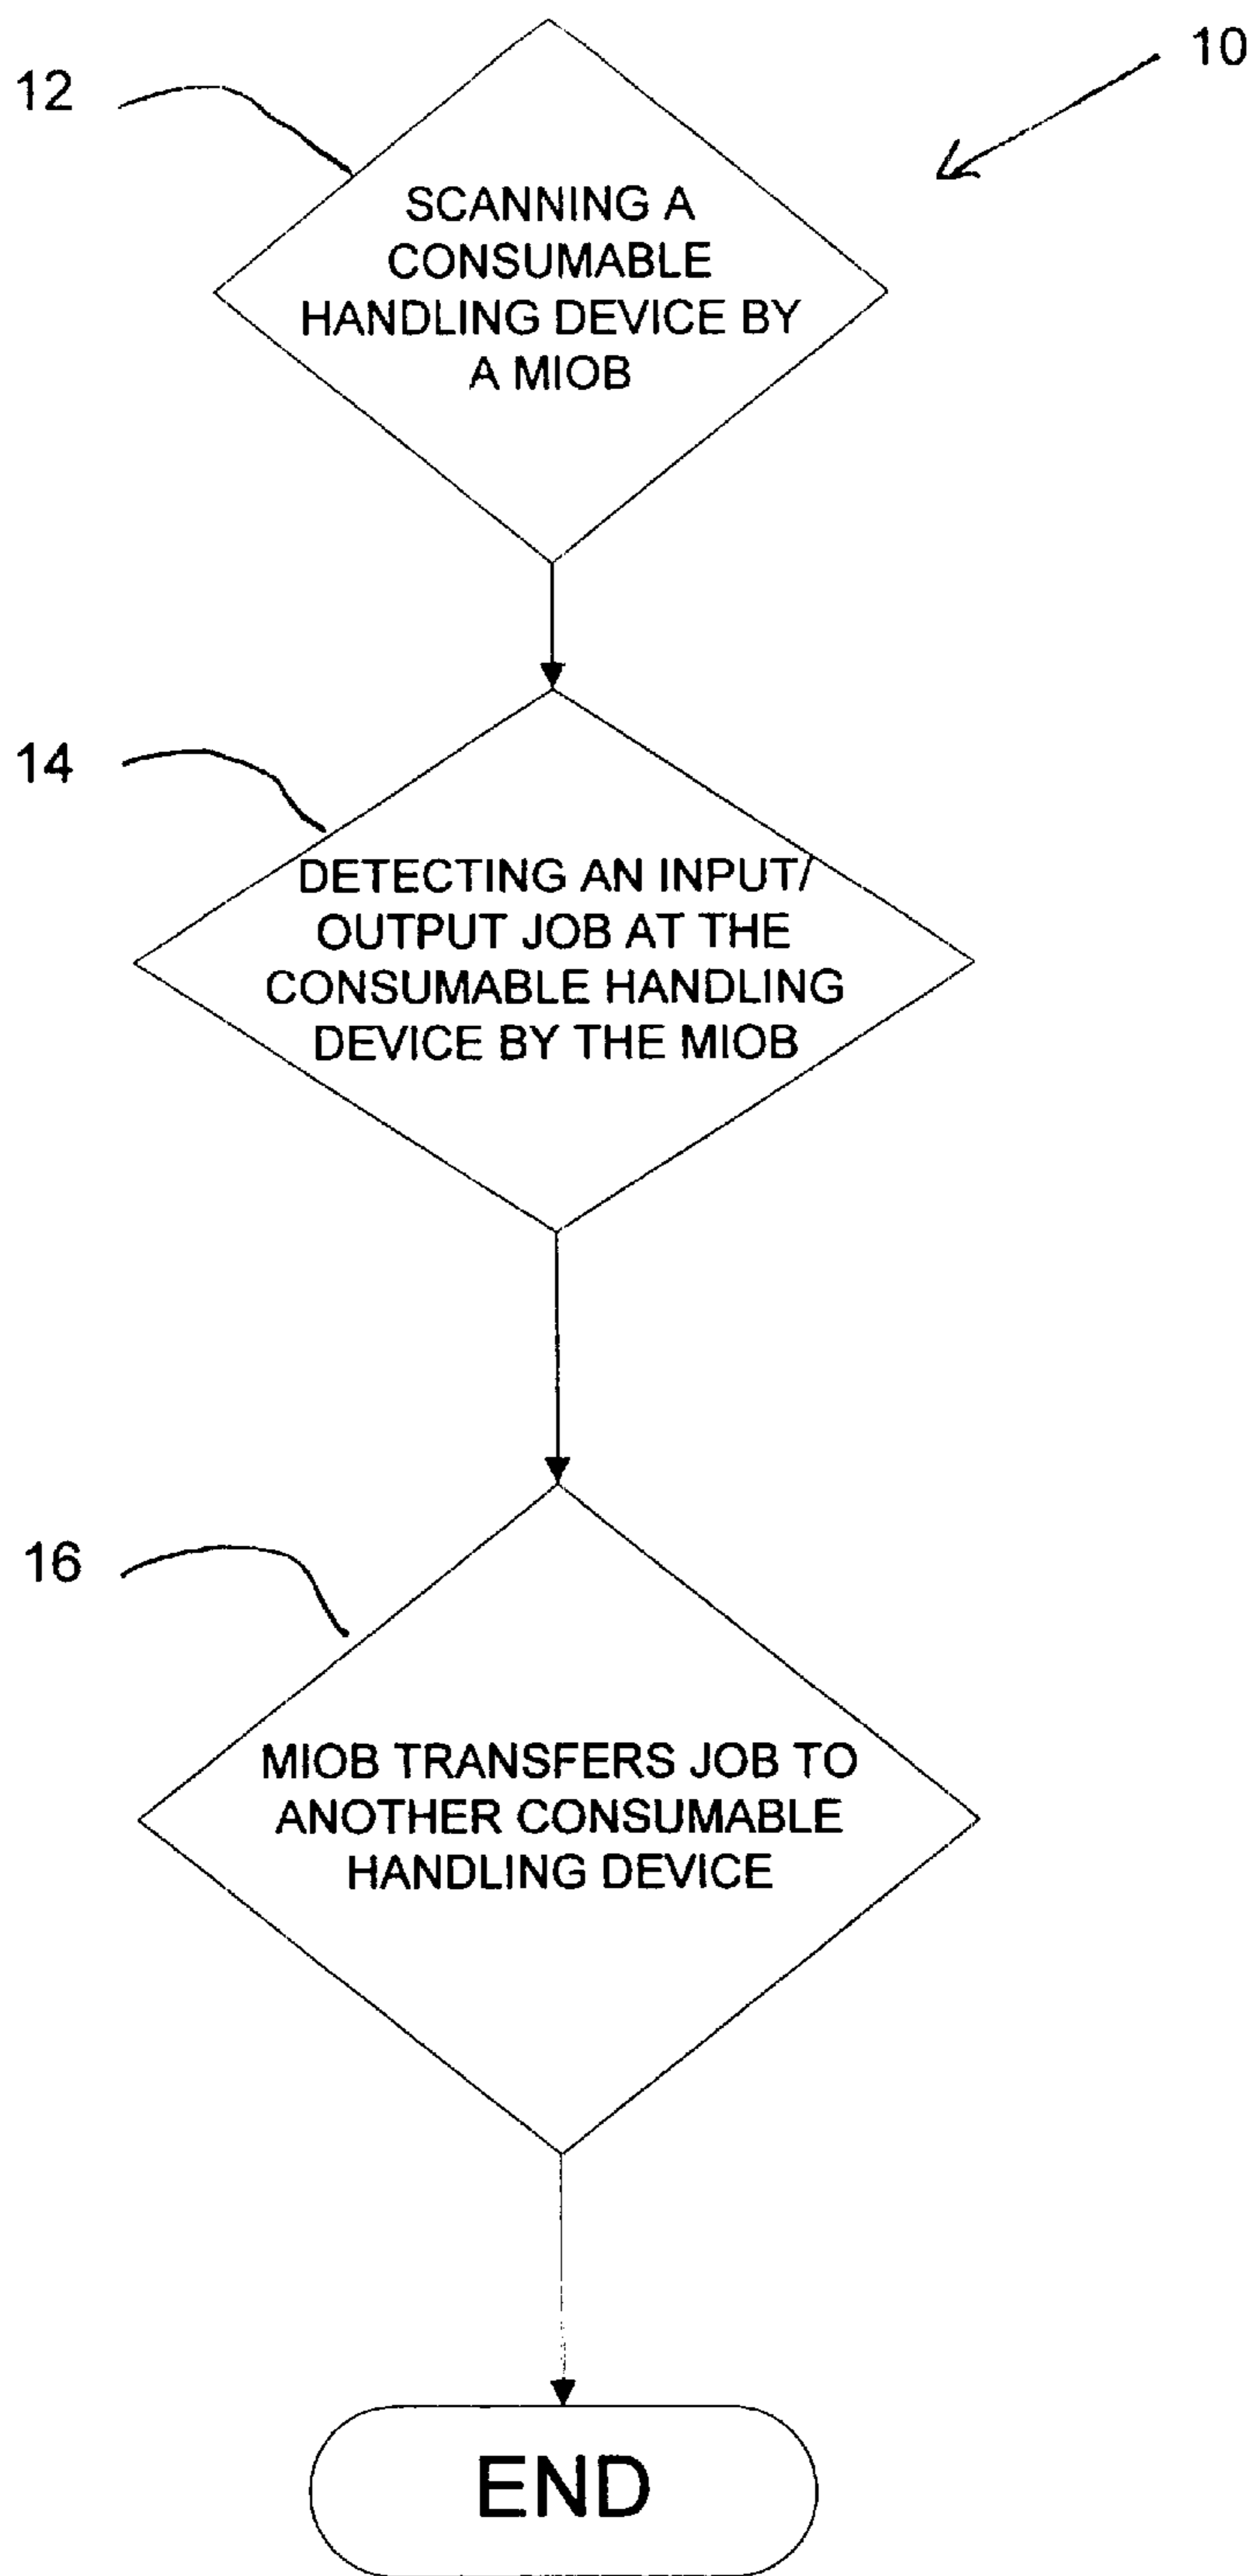 10
12
SCANNING A
CONSUMABLE
HANDLING DEVICE BY
A MIOB
14
DETECTING AN INPUT/
OUTPUT JOB AT THE
CONSUMABLE HANDLING
DEVICE BY THE MIOB
16
MIOB TRANSFERS JOB TO
ANOTHER CONSUMABLE
HANDLING DEVICE
END